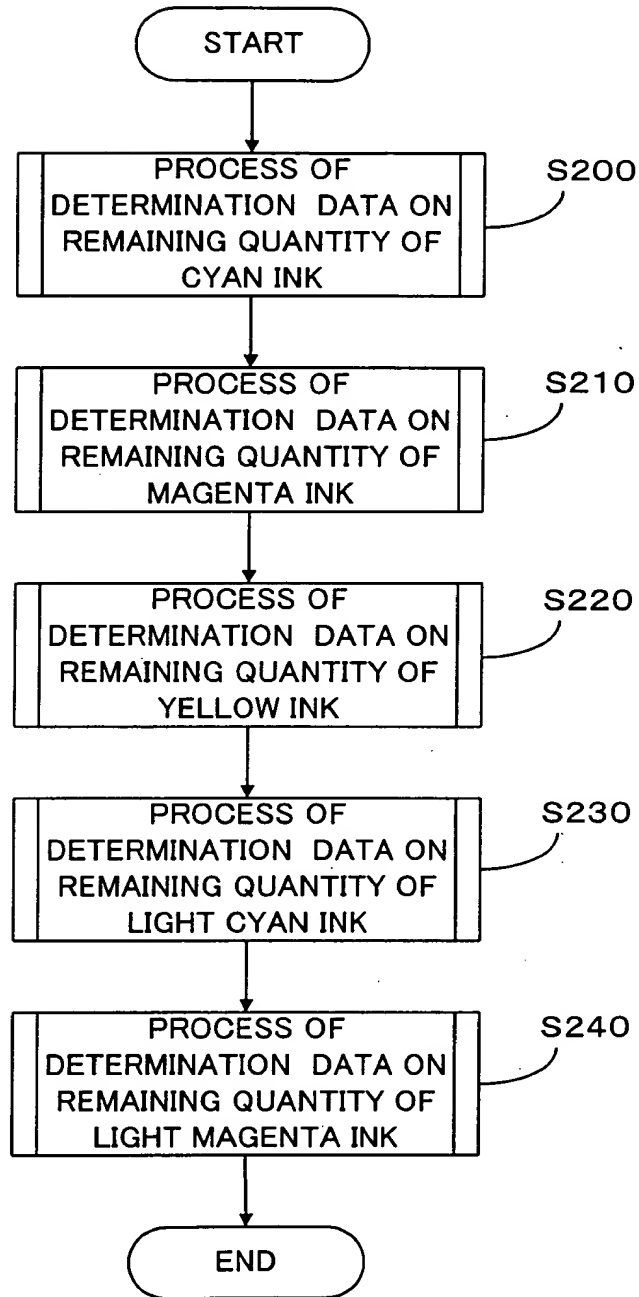 START
PROCESS OF
DETERMINATION DATA ON
REMAINING QUANTITY OF
CYAN INK
S200
PROCESS OF
DETERMINATION DATA ON
REMAINING QUANTITY OF
MAGENTA INK
S210
PROCESS OF
DETERMINATION DATA ON
REMAINING QUANTITY OF
YELLOW INK
S220
PROCESS OF
DETERMINATION DATA ON
REMAINING QUANTITY OF
LIGHT CYAN INK
S230
PROCESS OF
DETERMINATION DATA ON
REMAINING QUANTITY OF
LIGHT MAGENTA INK
S240
END